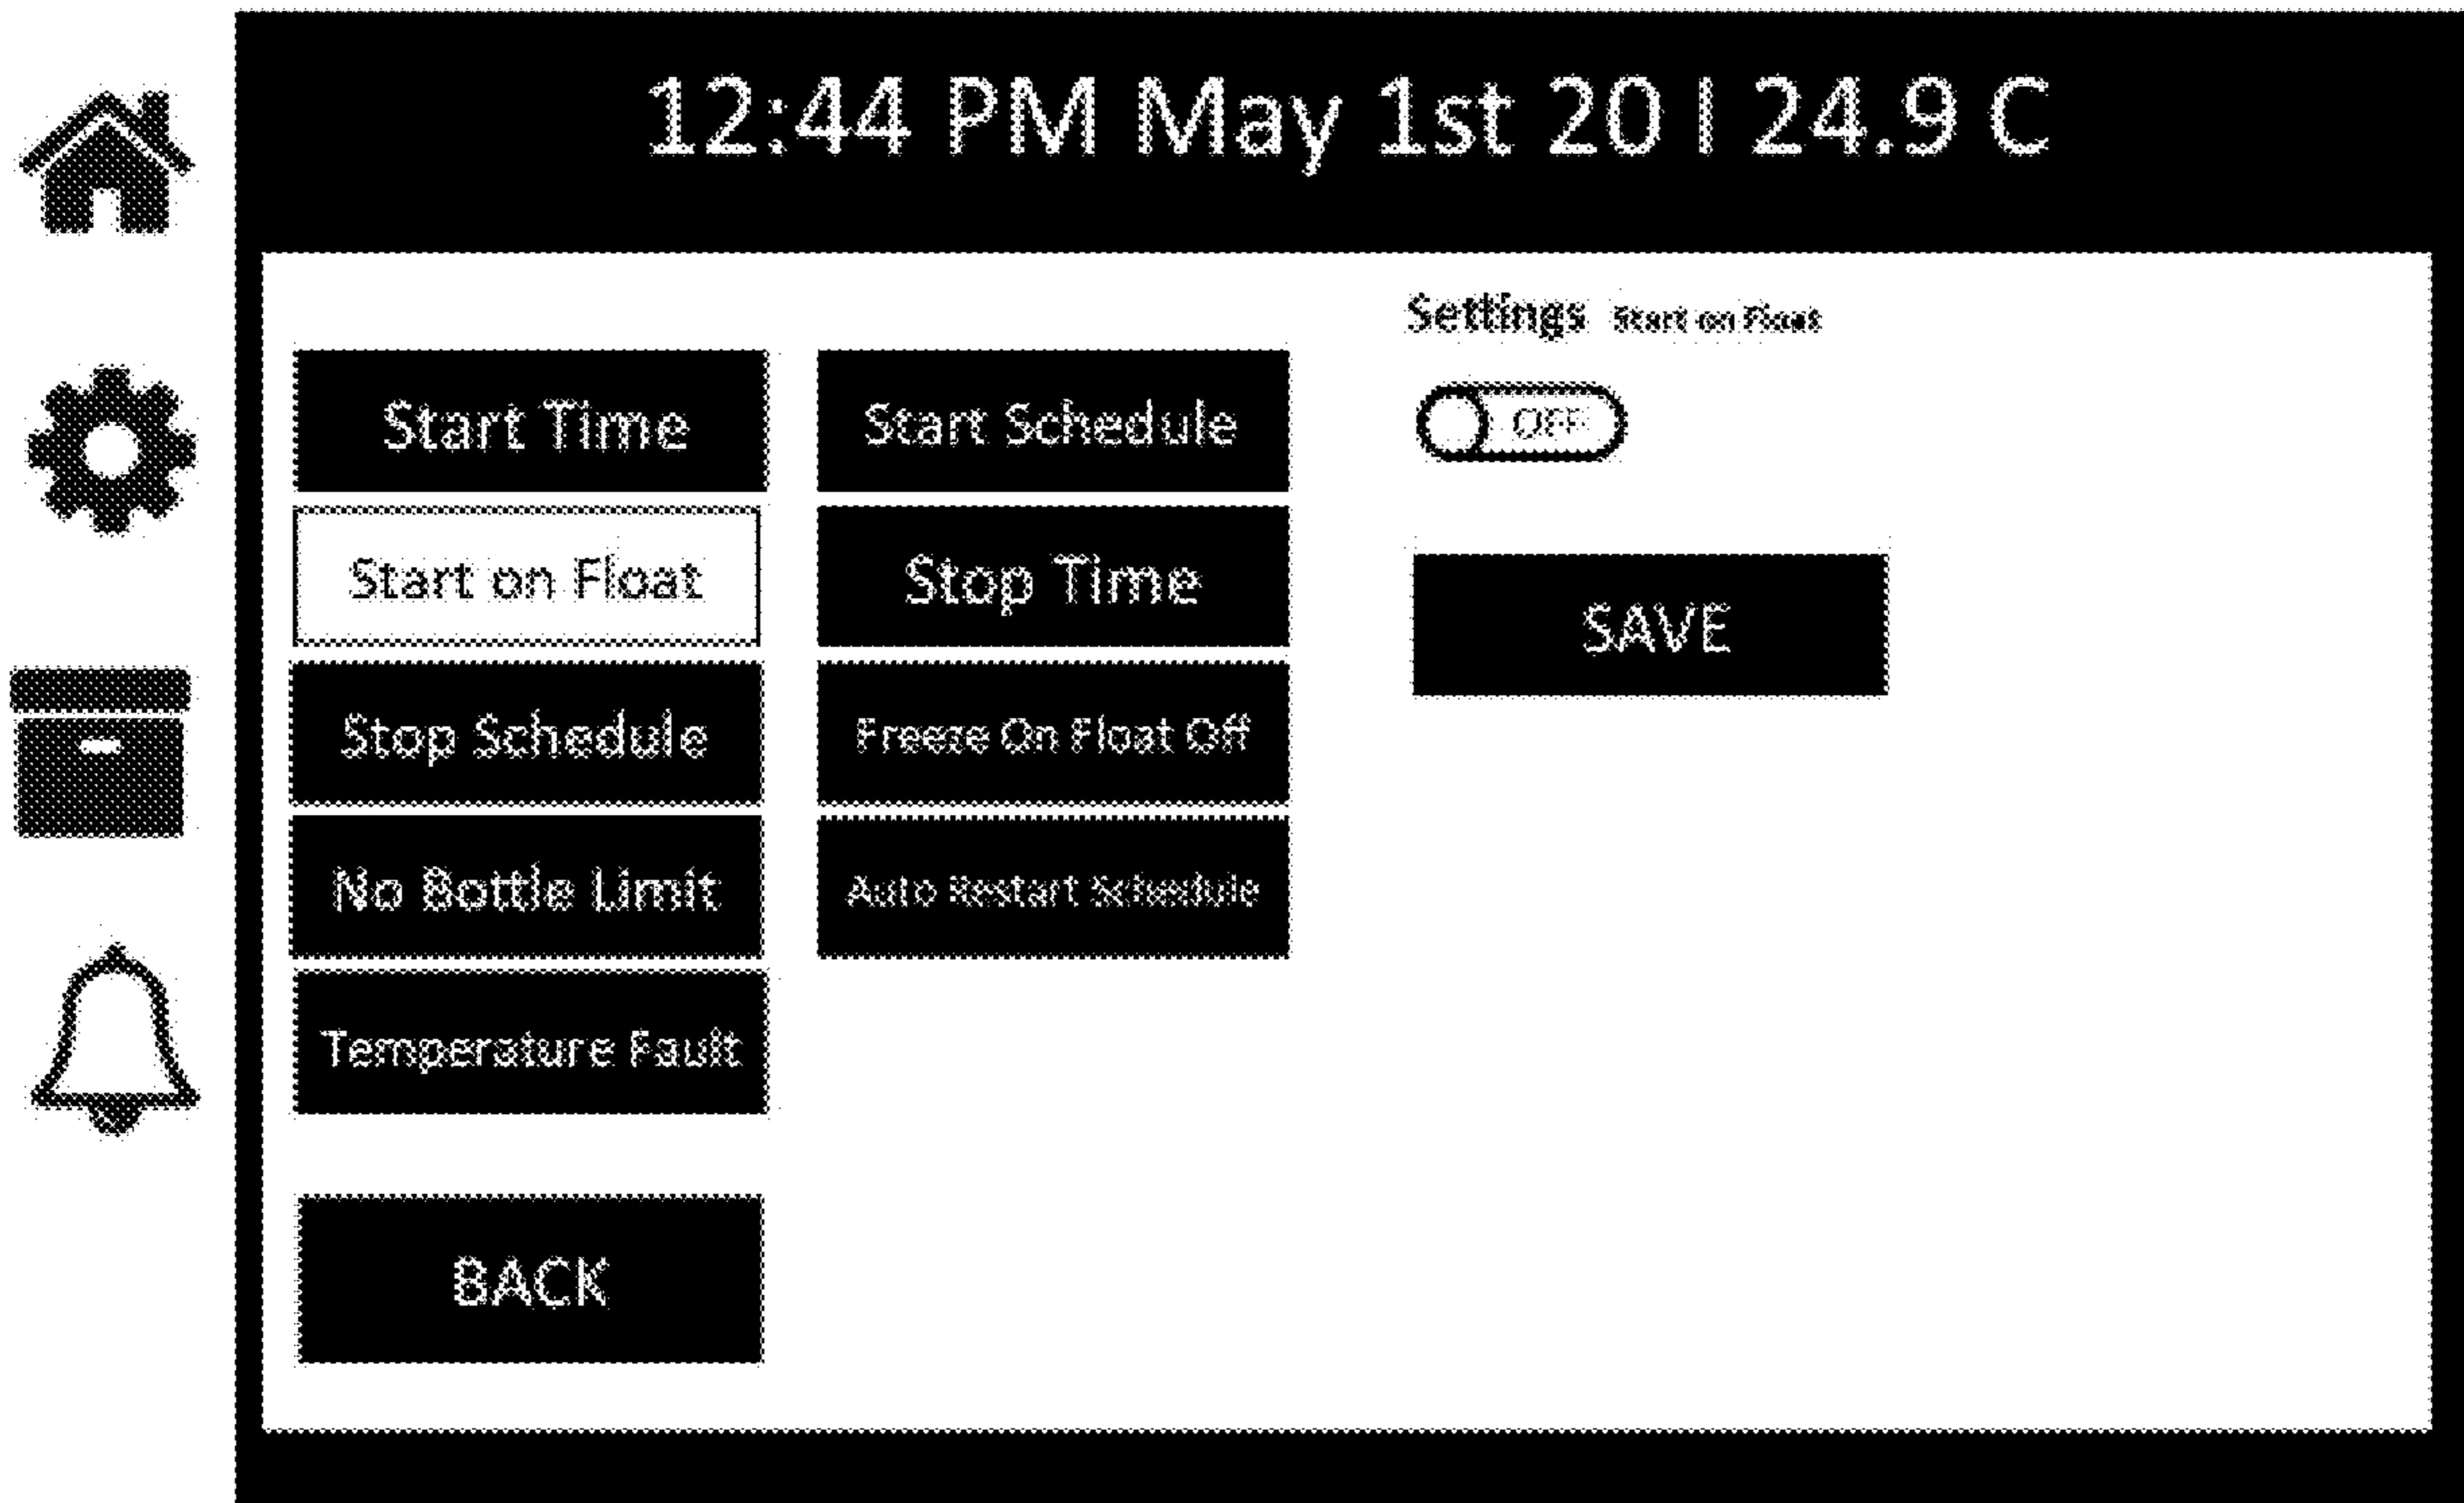 12:44 PM May 1st 20 | 24.9 C
Settings Start on Float
Start Time
Start Schedule
OFF
Start on Float
Stop Time
SAVE
Stop Schedule
Freeze On Float Off
No Bottle Limit
Auto Restart Schedule
Temperature Fault
BACK